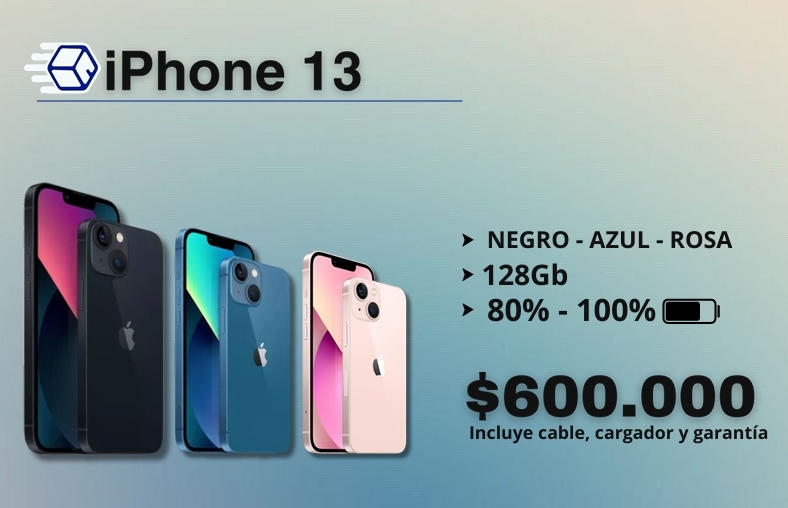 iPhone 13
NEGRO - AZUL - ROSA
128Gb
80% - 100%
$600.000
Incluye cable, cargador y garantía